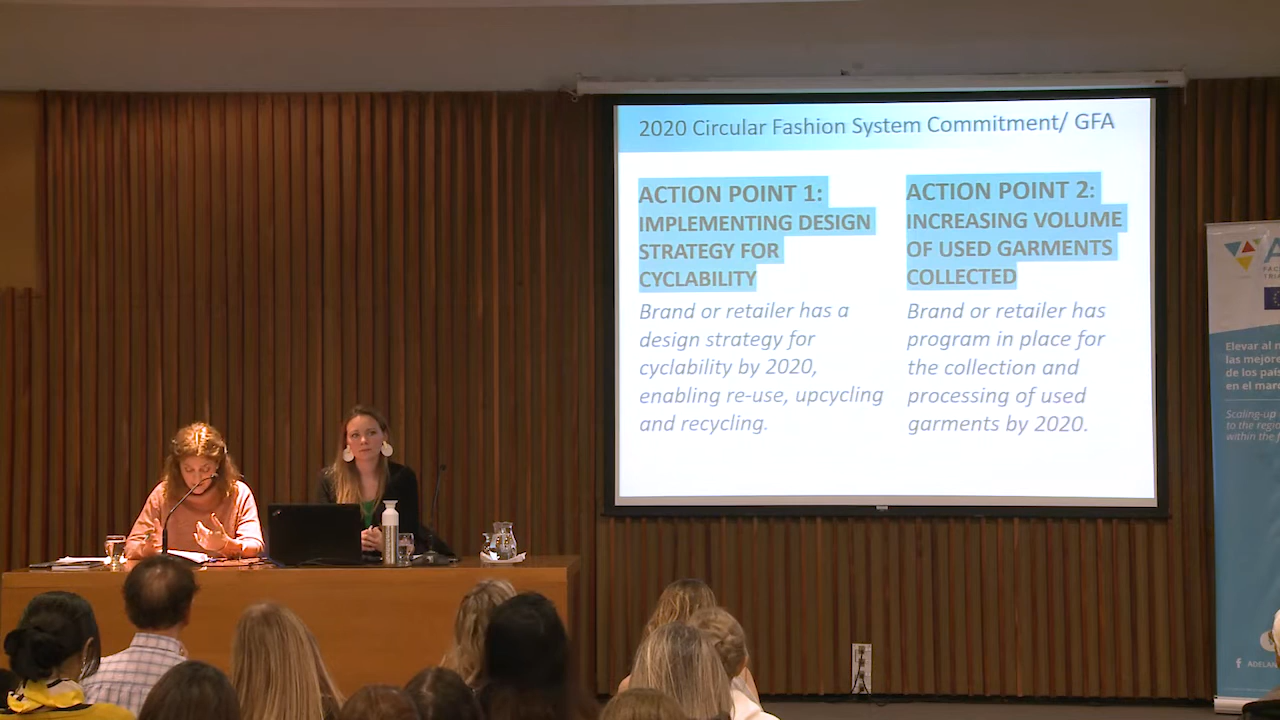 2020 Circular Fashion System Commitment/ GFA
ACTION POINT 1:
IMPLEMENTING DESIGN
STRATEGY FOR
CYCLABILITY
Brand or retailer has a
design strategy for
cyclability by 2020,
enabling re-use, upcycling
and recycling.
ACTION POINT 2:
INCREASING VOLUME
OF USED GARMENTS
COLLECTED
Brand or retailer has
program in place for
the collection and
processing of used
garments by 2020.
Elevar al
las mejore
de los paí
en el mar
Scaling-up
to the regio
within the
ADELAN